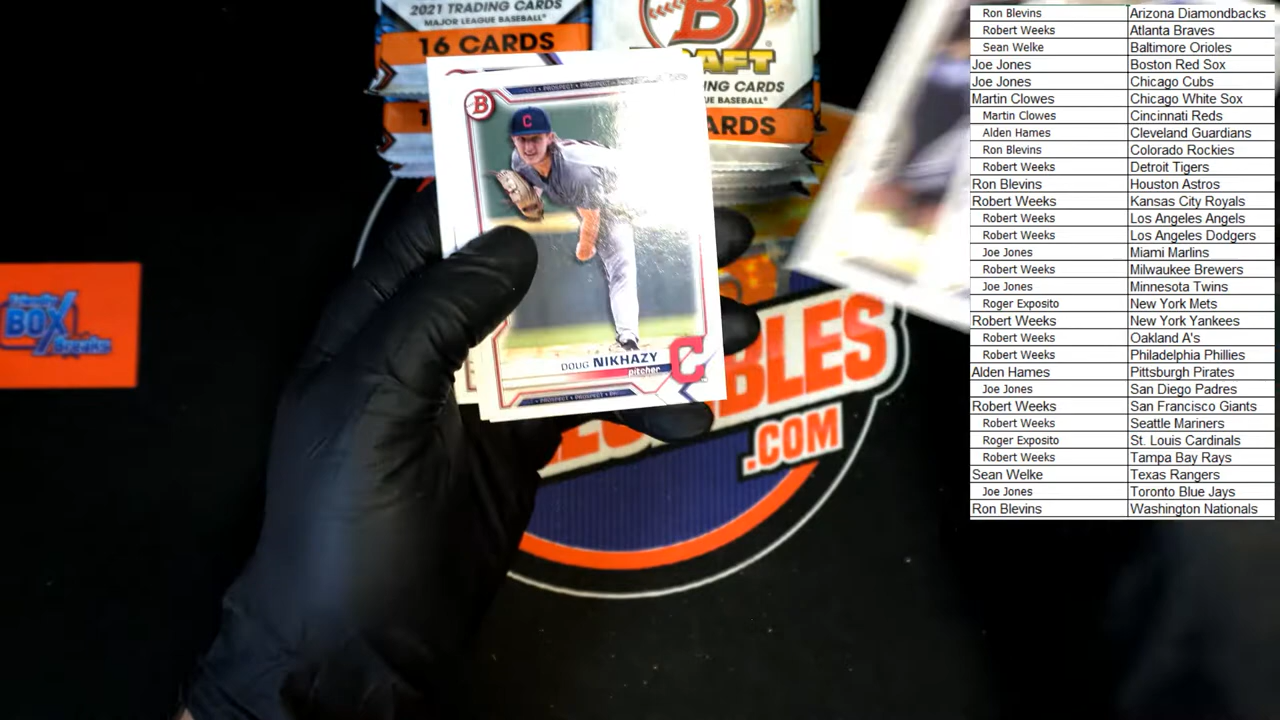 2021 TRADING CARDS
MAJOR LEAGUE BASEBALL®
16 CARDS
B
AFT
NG CARDS
UE BASEBALL®
ARDS
PROSPECT • PROSPECT
B
C
DOUG NIKHAZY
pitcher
C
BOX
Breaks
BLES
.COM
Ron Blevins Arizona Diamondbacks
Robert Weeks Atlanta Braves
Sean Welke Baltimore Orioles
Joe Jones Boston Red Sox
Joe Jones Chicago Cubs
Martin Clowes Chicago White Sox
Martin Clowes Cincinnati Reds
Alden Hames Cleveland Guardians
Ron Blevins Colorado Rockies
Robert Weeks Detroit Tigers
Ron Blevins Houston Astros
Robert Weeks Kansas City Royals
Robert Weeks Los Angeles Angels
Robert Weeks Los Angeles Dodgers
Joe Jones Miami Marlins
Robert Weeks Milwaukee Brewers
Joe Jones Minnesota Twins
Roger Exposito New York Mets
Robert Weeks New York Yankees
Robert Weeks Oakland A's
Robert Weeks Philadelphia Phillies
Alden Hames Pittsburgh Pirates
Joe Jones San Diego Padres
Robert Weeks San Francisco Giants
Robert Weeks Seattle Mariners
Roger Exposito St. Louis Cardinals
Robert Weeks Tampa Bay Rays
Sean Welke Texas Rangers
Joe Jones Toronto Blue Jays
Ron Blevins Washington Nationals